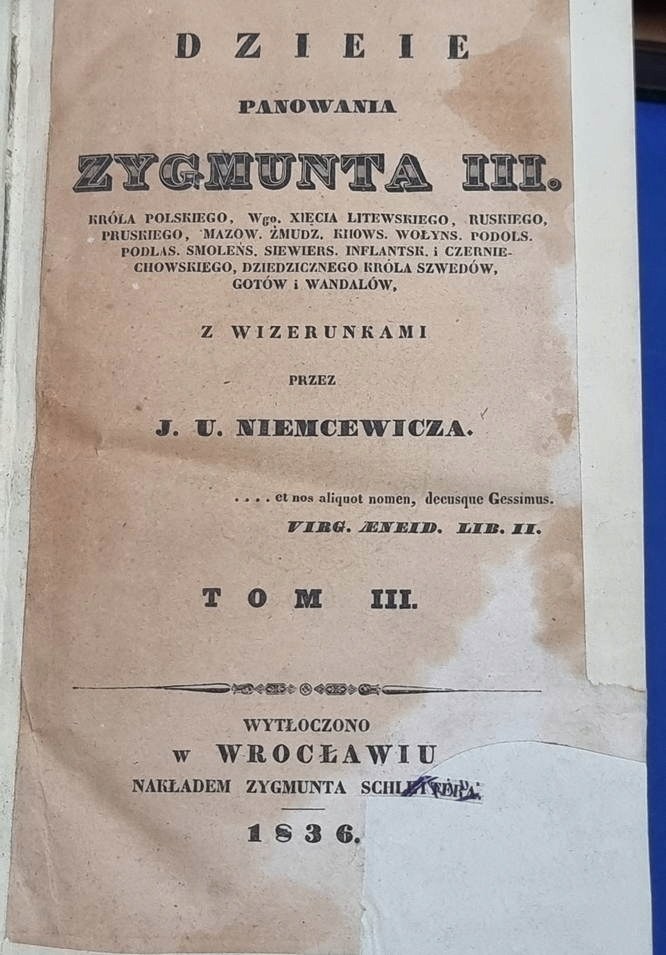 DZIEIE
PANOWANIA
ZYGMUNTA III.
KRÓLA POLSKIEGO, Wgo. XIĘCIA LITEWSKIEGO, RUSKIEGO,
PRUSKIEGO, MAZOW. ŻMUDZ. KIIOWS. WOŁYNS. PODOLS.
PODLAS. SMOLEŃS. SIEWIERS. INFLANTSK. i CZERNIE-
CHOWSKIEGO, DZIEDZICZNEGO KRÓLA SZWEDÓW,
GOTÓW i WANDALÓW,
Z WIZERUNKAMI
PRZEZ
J. U. NIEMCEWICZA.
. . . . et nos aliquot nomen, decusque Gessimus.
VIRG. ÆNEID. LIB. II.
TOM III.
WYTŁOCZONO
w WROCŁAWIU
NAKŁADEM ZYGMUNTA SCHLETTERA.
1836.